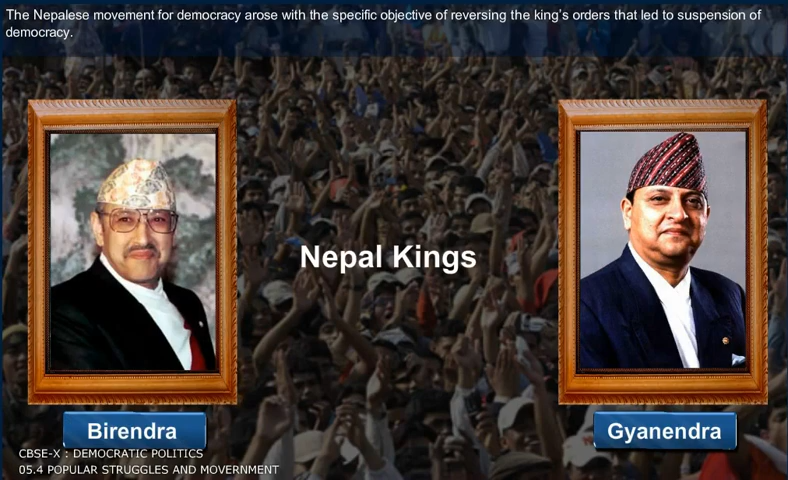 The Nepalese movement for democracy arose with the specific objective of reversing the king's orders that led to suspension of
democracy.
Nepal Kings
Birendra
Gyanendra
CBSE-X : DEMOCRATIC POLITICS
05.4 POPULAR STRUGGLES AND MOVERNMENT